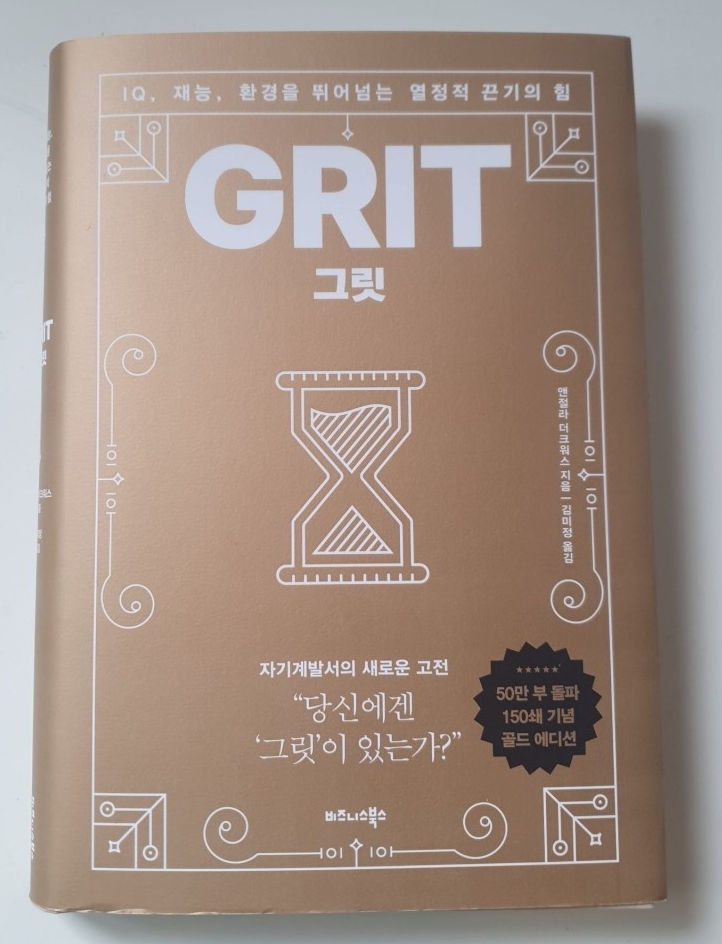 IQ, 재능, 환경을 뛰어넘는 열정적 끈기의 힘
GRIT
그릿
앤절라 더크워스 지음 | 김미정 옮김
자기계발서의 새로운 고전
“당신에겐
‘그릿’이 있는가?”
★★★★★
50만 부 돌파
150쇄 기념
골드 에디션
비즈니스북스